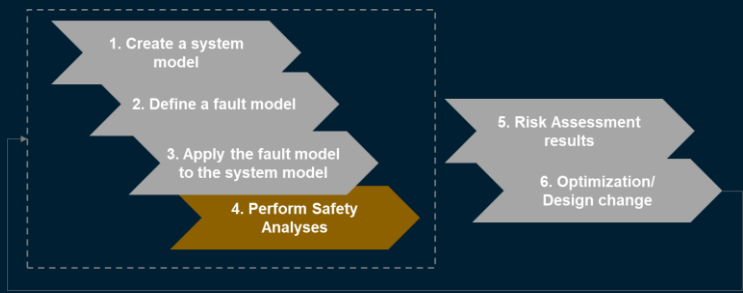 1. Create a system
model
2. Define a fault model
3. Apply the fault model
to the system model
4. Perform Safety
Analyses
5. Risk Assessment
results
6. Optimization/
Design change